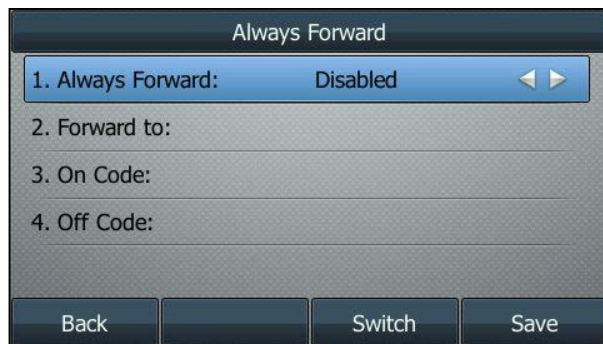 Always Forward
1. Always Forward: Disabled
2. Forward to:
3. On Code:
4. Off Code:
Back Switch Save